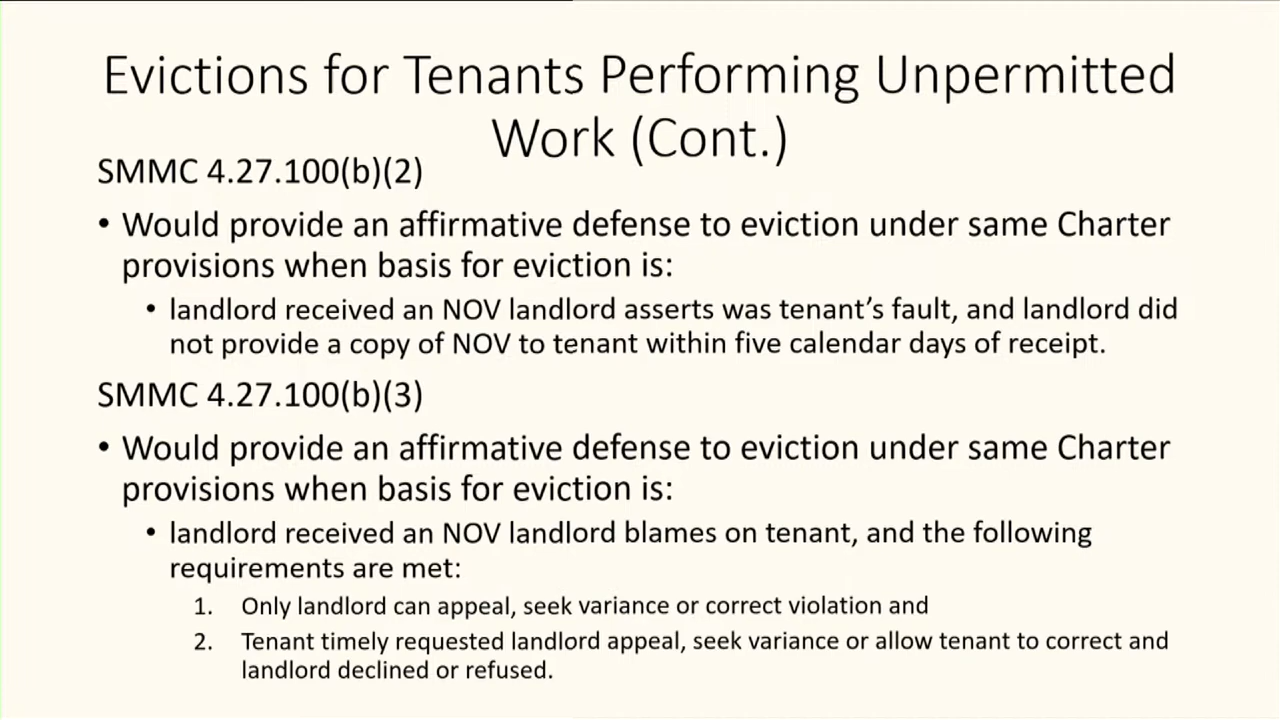 Evictions for Tenants Performing Unpermitted
Work (Cont.)
SMMC 4.27.100(b)(2)
• Would provide an affirmative defense to eviction under same Charter
provisions when basis for eviction is:
• landlord received an NOV landlord asserts was tenant’s fault, and landlord did
not provide a copy of NOV to tenant within five calendar days of receipt.
SMMC 4.27.100(b)(3)
• Would provide an affirmative defense to eviction under same Charter
provisions when basis for eviction is:
• landlord received an NOV landlord blames on tenant, and the following
requirements are met:
1. Only landlord can appeal, seek variance or correct violation and
2. Tenant timely requested landlord appeal, seek variance or allow tenant to correct and
landlord declined or refused.